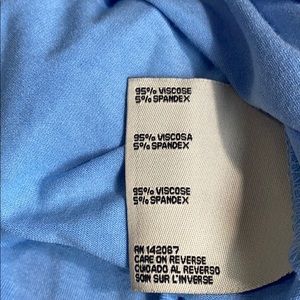 95% VISCOSE
5% SPANDEX
95% VISCOSA
5% SPANDEX
95% VISCOSE
5% SPANDEX
RN 142087
CARE ON REVERSE
CUIDADO AL REVERSO
SOIN SUR L'INVERSE